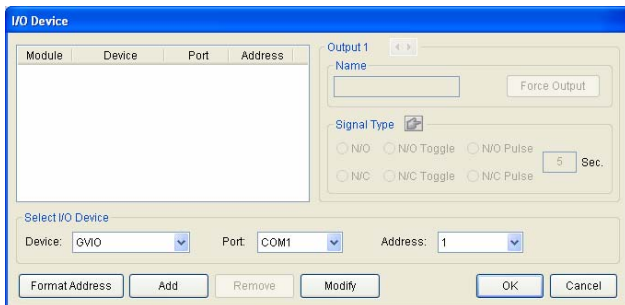 I/O Device
Module Device Port Address
Output 1
Name
Force Output
Signal Type
N/O N/O Toggle N/O Pulse
5 Sec.
N/C N/C Toggle N/C Pulse
Select I/O Device
Device: GVIO Port: COM1 Address: 1
Format Address Add Remove Modify OK Cancel